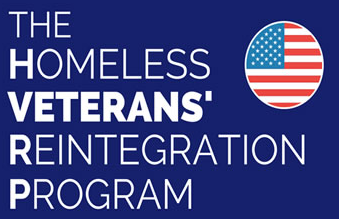 THE
HOMELESS
VETERANS'
REINTEGRATION
PROGRAM